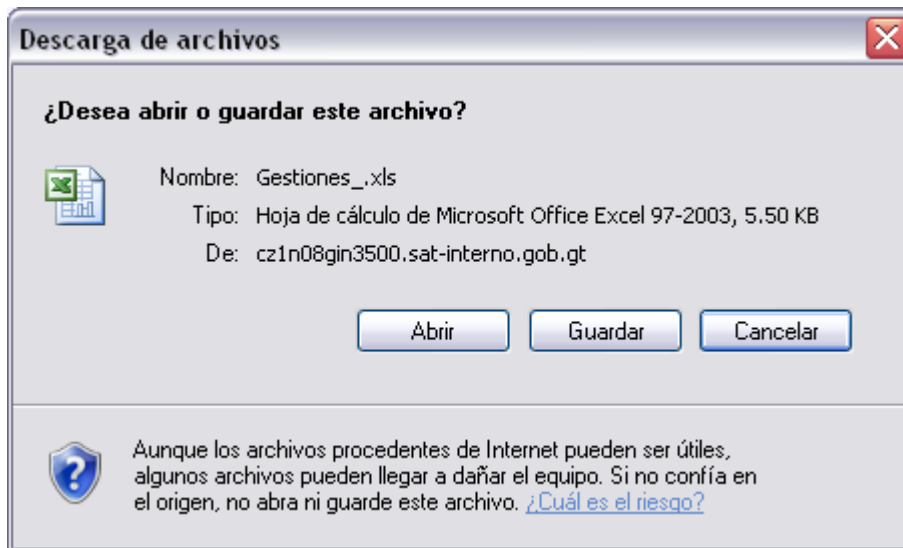 Descarga de archivos
¿Desea abrir o guardar este archivo?
Nombre: Gestiones_.xls
Tipo: Hoja de cálculo de Microsoft Office Excel 97-2003, 5.50 KB
De: cz1n08gin3500.sat-interno.gob.gt
Abrir Guardar Cancelar
Aunque los archivos procedentes de Internet pueden ser útiles,
algunos archivos pueden llegar a dañar el equipo. Si no confía en
el origen, no abra ni guarde este archivo. ¿Cuál es el riesgo?